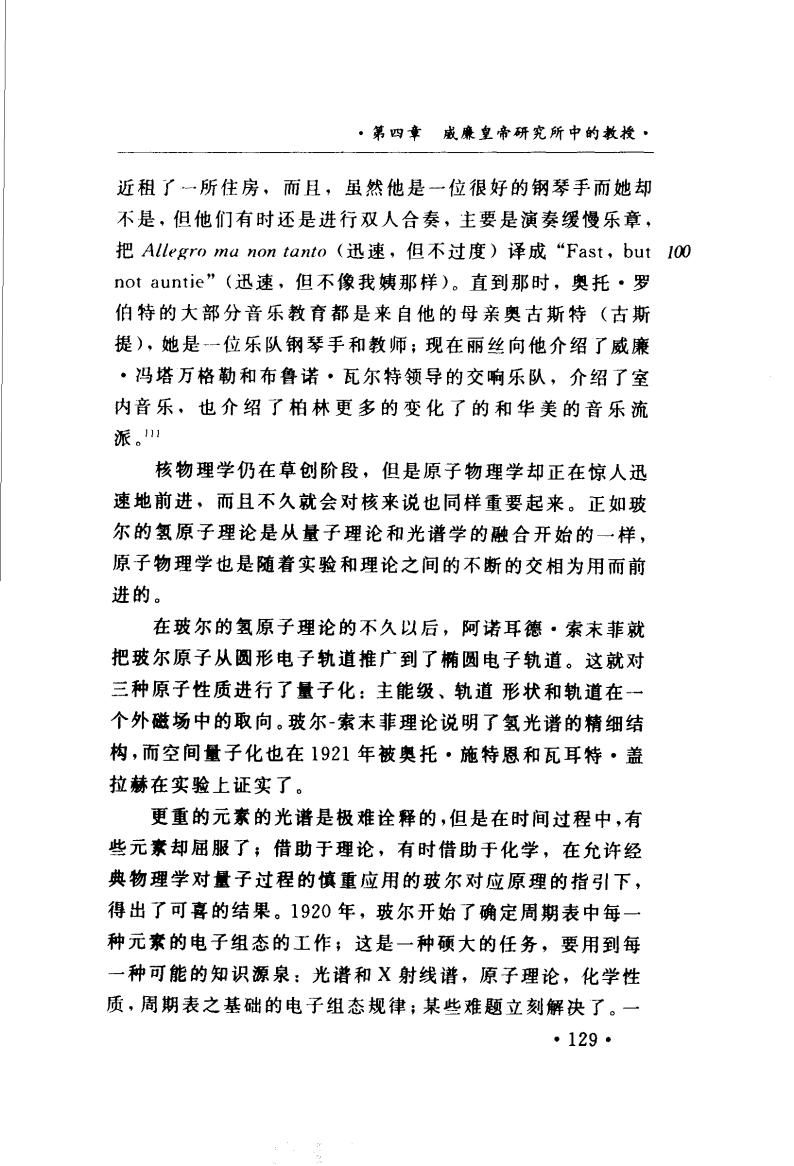 ·第四章 威廉皇帝研究所中的教授·
近租了一所住房，而且，虽然他是一位很好的钢琴手而她却
不是，但他们有时还是进行双人合奏，主要是演奏缓慢乐章，
把 Allegro ma non tanto（迅速，但不过度）译成“Fast，but 100
not auntie”（迅速，但不像我姨那样）。直到那时，奥托·罗
伯特的大部分音乐教育都是来自他的母亲奥古斯特（古斯
提），她是一位乐队钢琴手和教师；现在丽丝向他介绍了威廉
·冯塔万格勒和布鲁诺·瓦尔特领导的交响乐队，介绍了室
内音乐，也介绍了柏林更多的变化了的和华美的音乐流
派。111
核物理学仍在草创阶段，但是原子物理学却正在惊人迅
速地前进，而且不久就会对核来说也同样重要起来。正如玻
尔的氢原子理论是从量子理论和光谱学的融合开始的一样，
原子物理学也是随着实验和理论之间的不断的交相为用而前
进的。
在玻尔的氢原子理论的不久以后，阿诺耳德·索末菲就
把玻尔原子从圆形电子轨道推广到了椭圆电子轨道。这就对
三种原子性质进行了量子化：主能级、轨道 形状和轨道在一
个外磁场中的取向。玻尔-索末菲理论说明了氢光谱的精细结
构，而空间量子化也在 1921 年被奥托·施特恩和瓦耳特·盖
拉赫在实验上证实了。
更重的元素的光谱是极难诠释的，但是在时间过程中，有
些元素却屈服了；借助于理论，有时借助于化学，在允许经
典物理学对量子过程的慎重应用的玻尔对应原理的指引下，
得出了可喜的结果。1920 年，玻尔开始了确定周期表中每一
种元素的电子组态的工作；这是一种硕大的任务，要用到每
一种可能的知识源泉：光谱和 X 射线谱，原子理论，化学性
质，周期表之基础的电子组态规律；某些难题立刻解决了。一
·129·